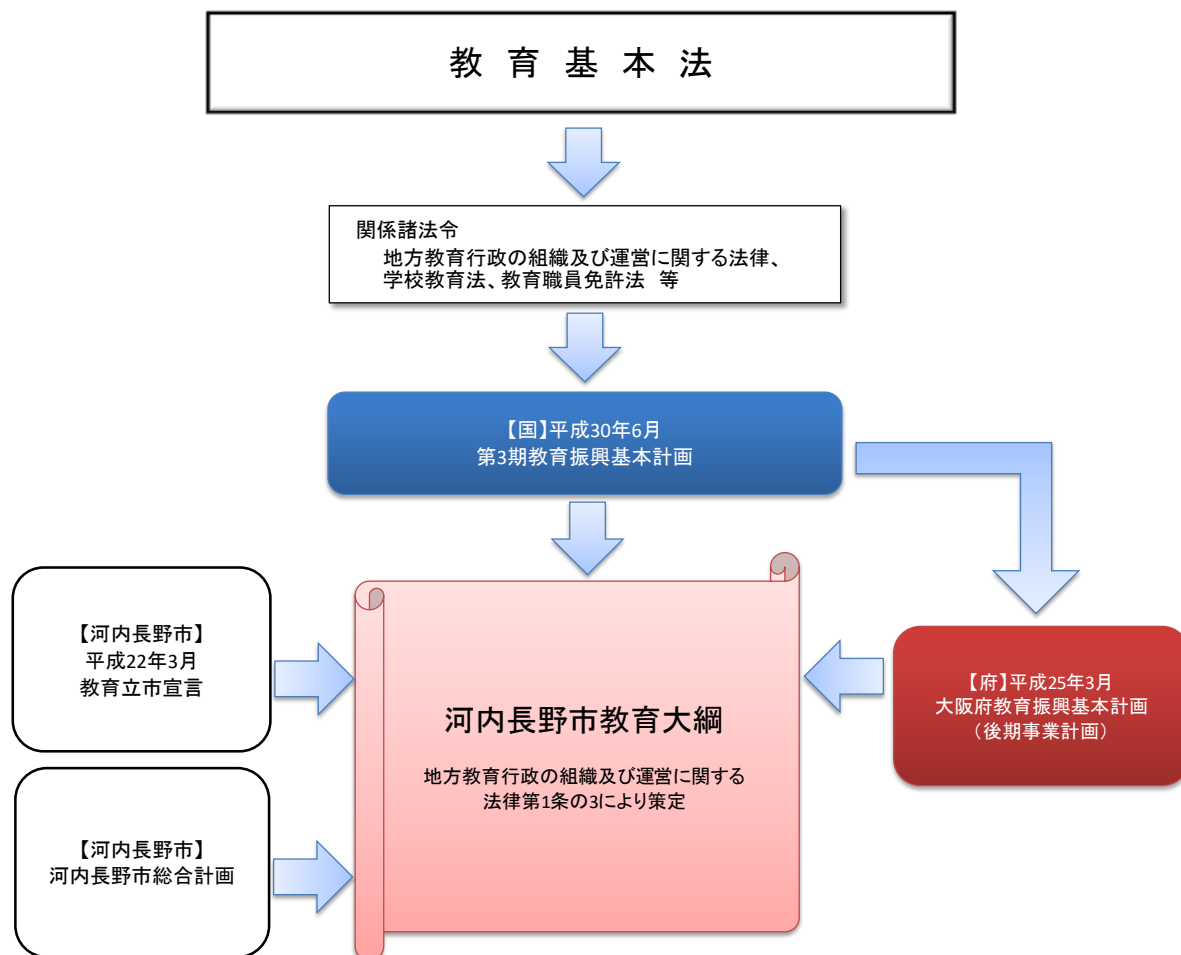 教 育 基 本 法
関係諸法令
地方教育行政の組織及び運営に関する法律、
学校教育法、教育職員免許法　等
【国】平成30年6月
第3期教育振興基本計画
【河内長野市】
平成22年3月
教育立市宣言
【河内長野市】
河内長野市総合計画
河内長野市教育大綱
地方教育行政の組織及び運営に関する
法律第1条の3により策定
【府】平成25年3月
大阪府教育振興基本計画
（後期事業計画）